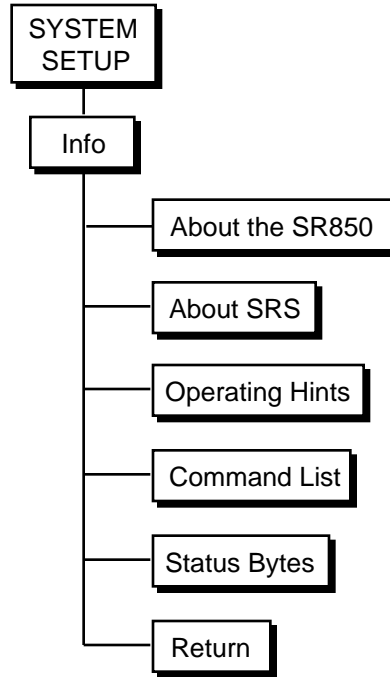 SYSTEM
SETUP
Info
About the SR850
About SRS
Operating Hints
Command List
Status Bytes
Return